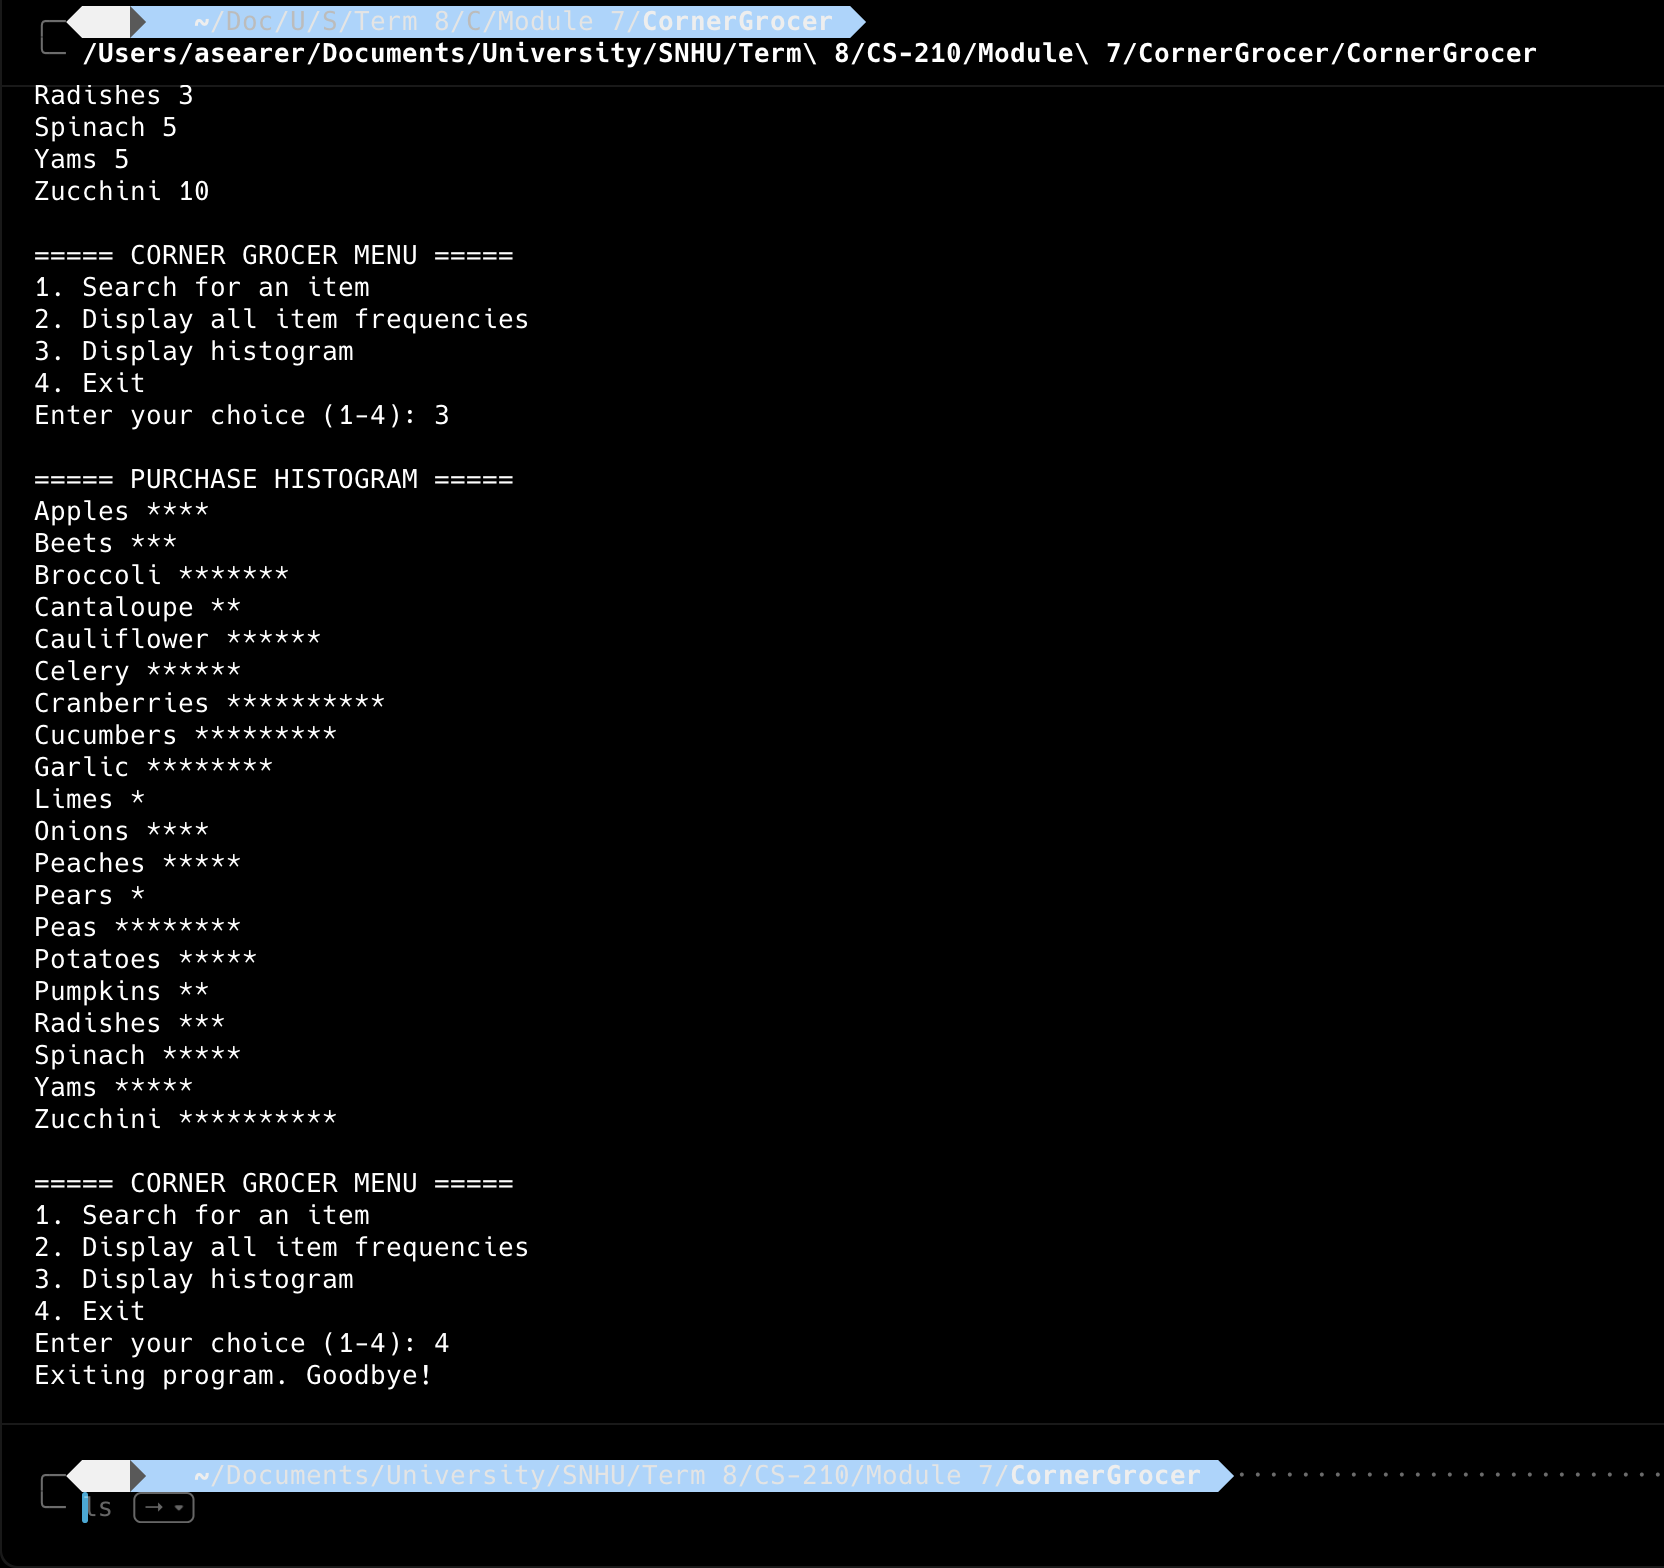 ~/Doc/U/S/Term 8/C/Module 7/CornerGrocer
/Users/asearer/Documents/University/SNHU/Term\ 8/CS-210/Module\ 7/CornerGrocer/CornerGrocer
Radishes 3
Spinach 5
Yams 5
Zucchini 10
===== CORNER GROCER MENU =====
1. Search for an item
2. Display all item frequencies
3. Display histogram
4. Exit
Enter your choice (1-4): 3
===== PURCHASE HISTOGRAM =====
Apples ****
Beets ***
Broccoli *******
Cantaloupe **
Cauliflower ******
Celery ******
Cranberries **********
Cucumbers *********
Garlic ********
Limes *
Onions ****
Peaches *****
Pears *
Peas ********
Potatoes *****
Pumpkins **
Radishes ***
Spinach *****
Yams *****
Zucchini **********
===== CORNER GROCER MENU =====
1. Search for an item
2. Display all item frequencies
3. Display histogram
4. Exit
Enter your choice (1-4): 4
Exiting program. Goodbye!
~/Documents/University/SNHU/Term 8/CS-210/Module 7/CornerGrocer
ls